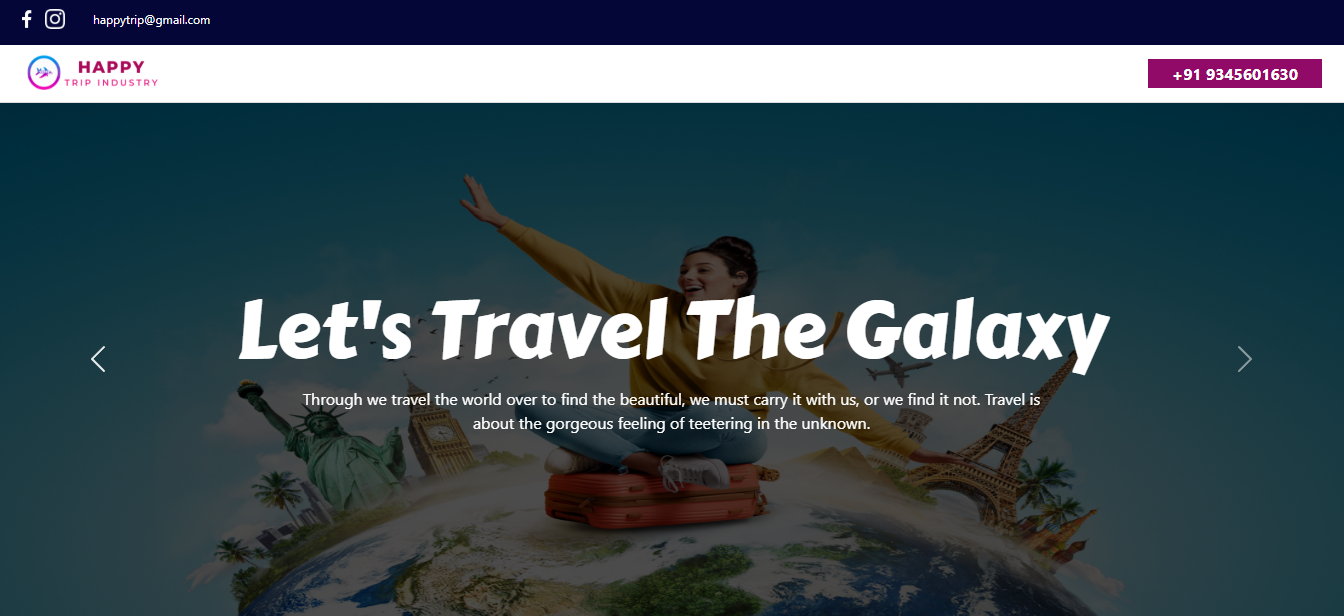 happytrip@gmail.com
HAPPY
TRIP INDUSTRY
+91 9345601630
Let's Travel The Galaxy
Through we travel the world over to find the beautiful, we must carry it with us, or we find it not. Travel is
about the gorgeous feeling of teetering in the unknown.